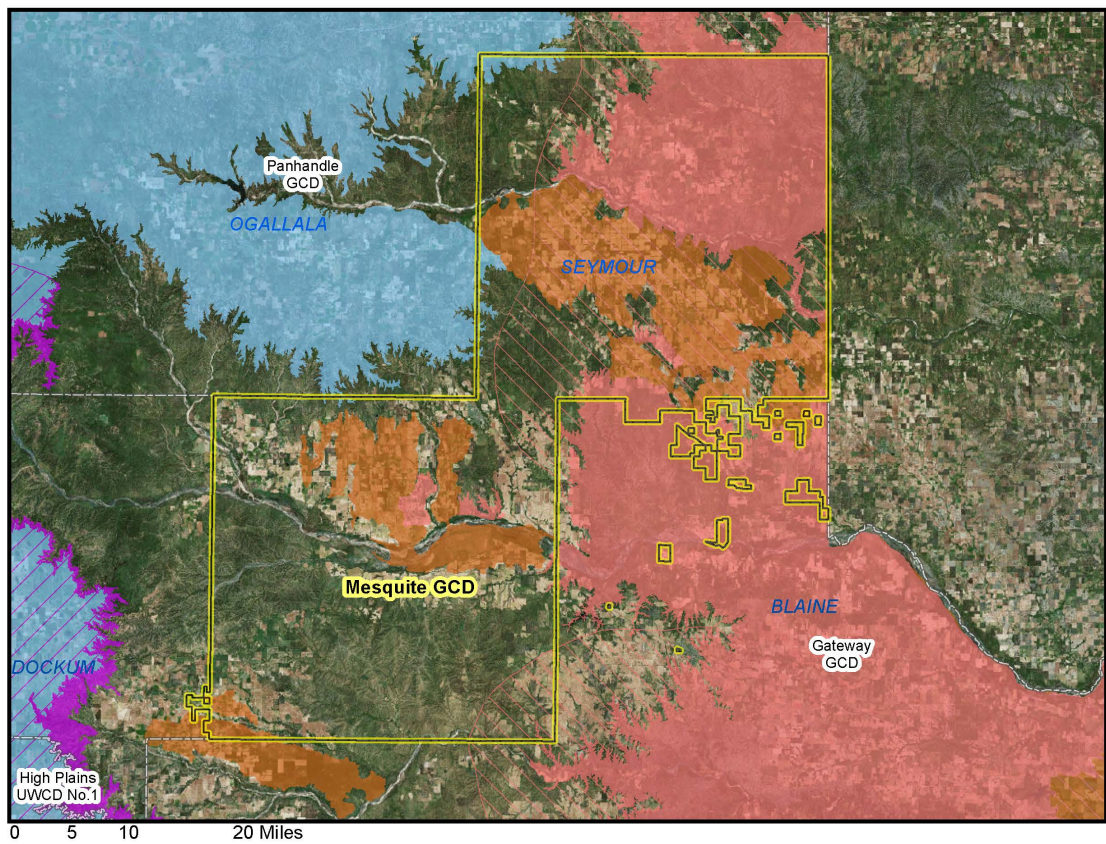 Panhandle
GCD
OGALLALA
SEYMOUR
Mesquite GCD
BLAINE
Gateway
GCD
DOCKUM
High Plains
UWCD No.1
0 5 10 20 Miles